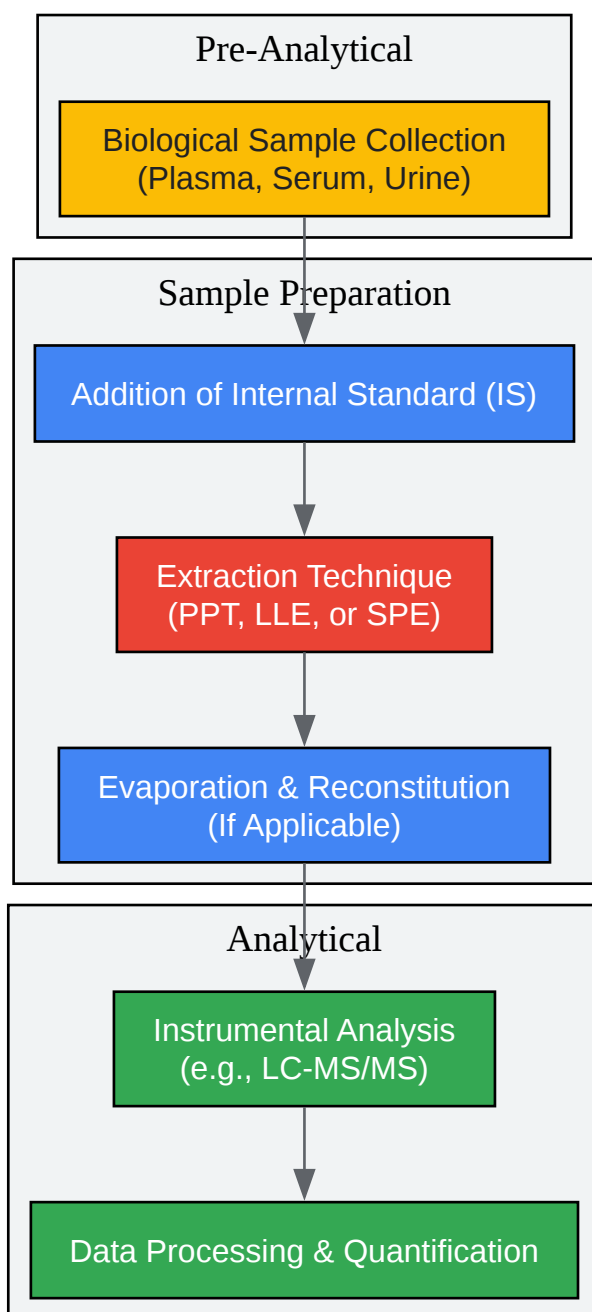 Pre-Analytical
Biological Sample Collection
(Plasma, Serum, Urine)
Sample Preparation
Addition of Internal Standard (IS)
Extraction Technique
(PPT, LLE, or SPE)
Evaporation & Reconstitution
(If Applicable)
Analytical
Instrumental Analysis
(e.g., LC-MS/MS)
Data Processing & Quantification